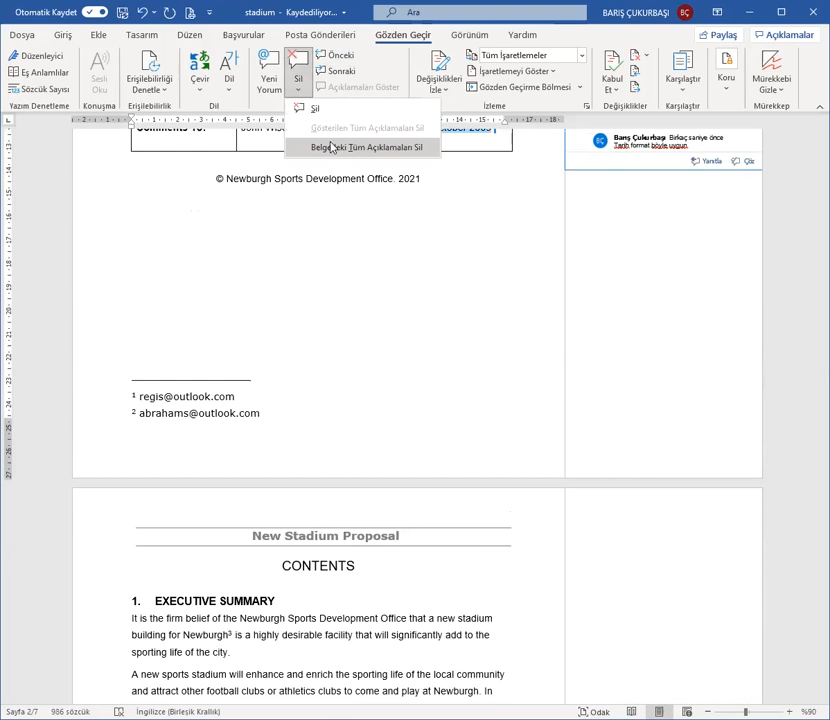 Otomatik Kaydet
stadium - Kaydediliyor...
Ara
BARIŞ ÇUKURBAŞI BÇ
Dosya Giriş Ekle Tasarım Düzen Başvurular Posta Gönderileri Gözden Geçir Görünüm Yardım Paylaş Açıklamalar
Düzenleyici
Eş Anlamlılar
Sözcük Sayısı
Yazım Denetleme
Sesli Oku
Konuşma
Erişilebilirliği Denetle
Erişilebilirlik
Çevir
Dil
Dil
Yeni Yorum
Sil
Önceki
Sonraki
Açıklamaları Göster
Değişiklikleri İzle
Tüm İşaretlemeler
İşaretlemeyi Göster
Gözden Geçirme Bölmesi
İzleme
Kabul Et
Değişiklikler
Karşılaştır
Karşılaştır
Koru
Mürekkebi Gizle
Mürekkep
Sil
Gösterilen Tüm Açıklamaları Sil
Tüm Açıklamaları Sil
Comments To:
BÇ Barış Çukurbaşı Birkaç saniye önce
Tarih format böyle uygun.
Yanıtla Çöz
© Newburgh Sports Development Office. 2021
1 regis@outlook.com
2 abrahams@outlook.com
New Stadium Proposal
CONTENTS
1. EXECUTIVE SUMMARY
It is the firm belief of the Newburgh Sports Development Office that a new stadium
building for Newburgh3 is a highly desirable facility that will significantly add to the
sporting life of the city.
A new sports stadium will enhance and enrich the sporting life of the local community
and attract other football clubs or athletics clubs to come and play at Newburgh. In
Sayfa 2/7 986 sözcük İngilizce (Birleşik Krallık) Odak %90